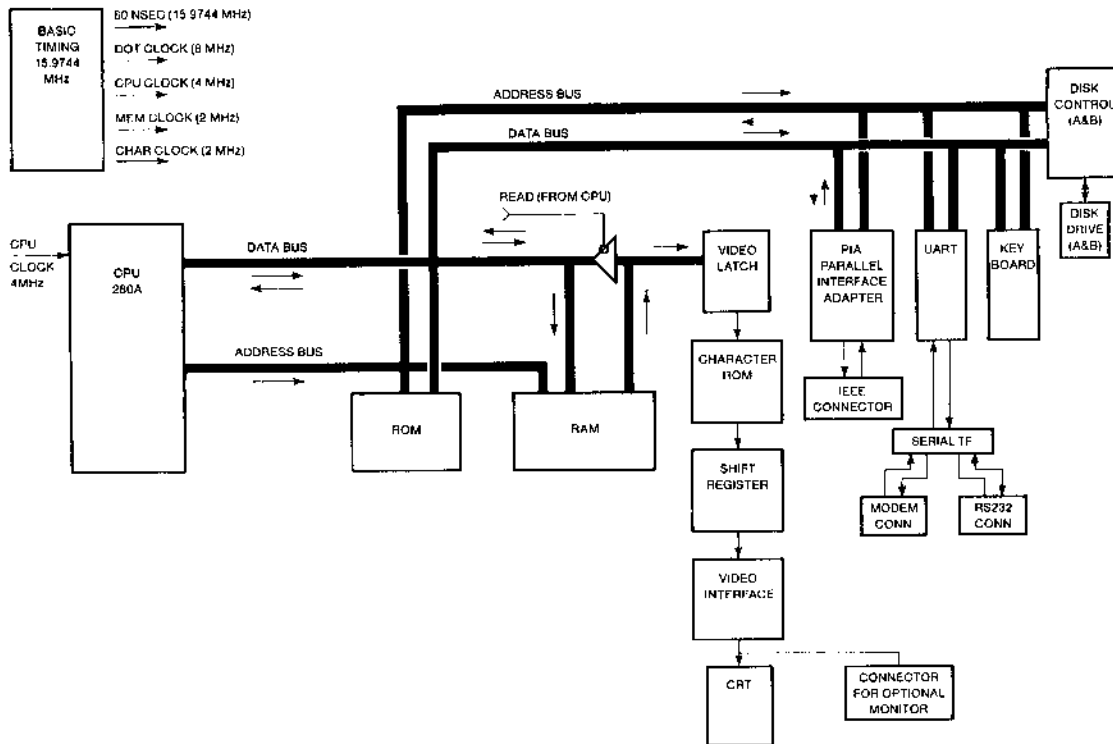 BASIC
TIMING
15.9744
MHz
60 NSEC (15.9744 MHz)
DOT CLOCK (8 MHz)
CPU CLOCK (4 MHz)
MEM CLOCK (2 MHz)
CHAR CLOCK (2 MHz)
ADDRESS BUS
DATA BUS
DISK
CONTROL
(A&B)
DISK
DRIVE
(A&B)
READ (FROM CPU)
CPU
CLOCK
4MHz
CPU
280A
DATA BUS
ADDRESS BUS
ROM
RAM
VIDEO
LATCH
CHARACTER
ROM
SHIFT
REGISTER
VIDEO
INTERFACE
CRT
CONNECTOR
FOR OPTIONAL
MONITOR
PIA
PARALLEL
INTERFACE
ADAPTER
UART
KEY
BOARD
IEEE
CONNECTOR
SERIAL TF
MODEM
CONN
RS232
CONN